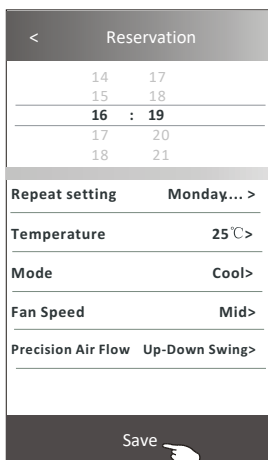 < Reservation
14 17
15 18
16 : 19
17 20
18 21
Repeat setting Monday.... >
Temperature 25℃>
Mode Cool>
Fan Speed Mid>
Precision Air Flow Up-Down Swing>
Save